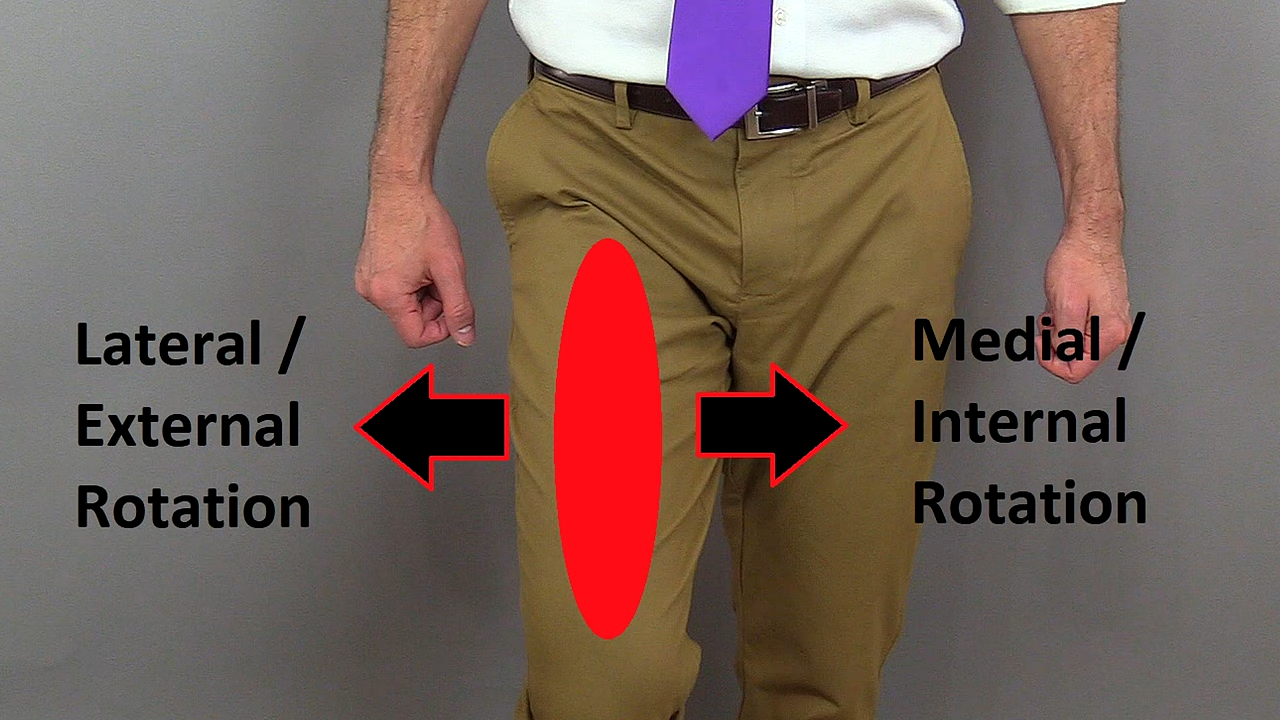 Lateral /
External
Rotation
Medial /
Internal
Rotation